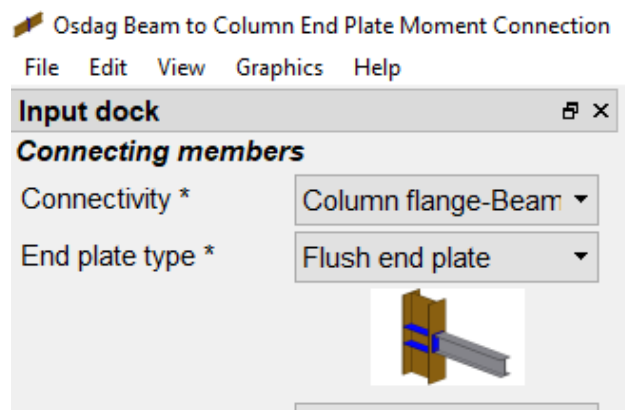 Osdag Beam to Column End Plate Moment Connection
File Edit View Graphics Help
Input dock
Connecting members
Connectivity * Column flange-Beam
End plate type * Flush end plate